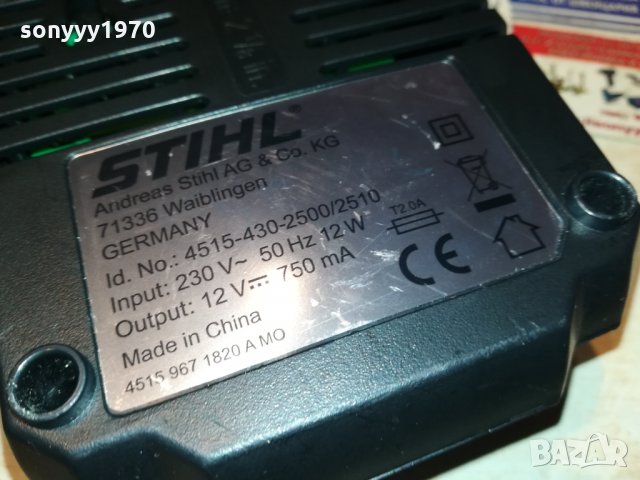 sonyyy1970
STIHL®
Andreas Stihl AG & Co. KG
71336 Waiblingen
GERMANY
Id. No.: 4515-430-2500/2510
Input: 230 V~ 50 Hz 12 W
T2.0A
Output: 12 V⎓ 750 mA
CE
Made in China
4515 967 1820 A MO
BAZAR